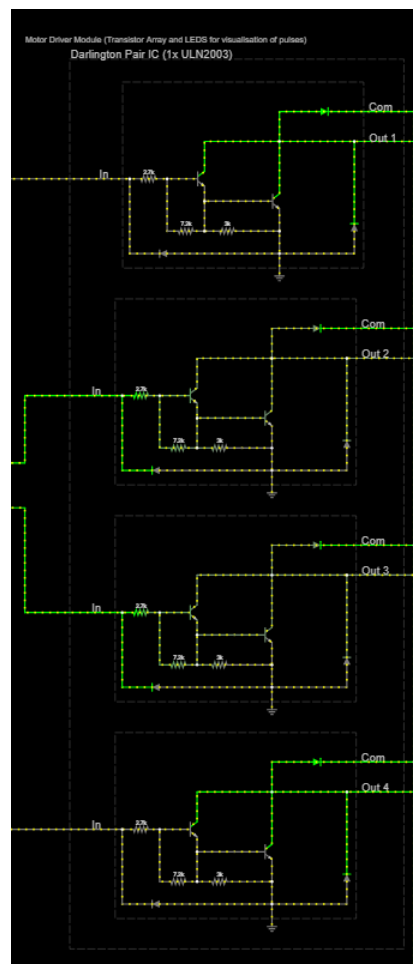 Motor Driver Module (Transistor Array and LEDS for visualisation of pulses)
Darlington Pair IC (1x ULN2003)
Com
Out 1
In
2.7k
7.2k
3k
Com
Out 2
In
2.7k
7.2k
3k
Com
Out 3
In
2.7k
7.2k
3k
Com
Out 4
In
2.7k
7.2k
3k